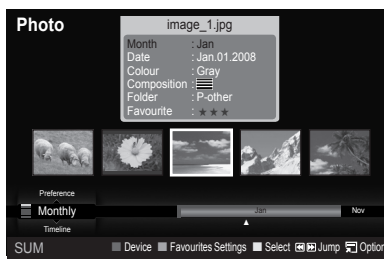 Photo
image_1.jpg
Month : Jan
Date : Jan.01.2008
Colour : Gray
Composition :
Folder : P-other
Favourite : ★ ★ ★
Preference
Monthly
Timeline
Jan
Nov
SUM
Device
Favourites Settings
Select
Jump
Option